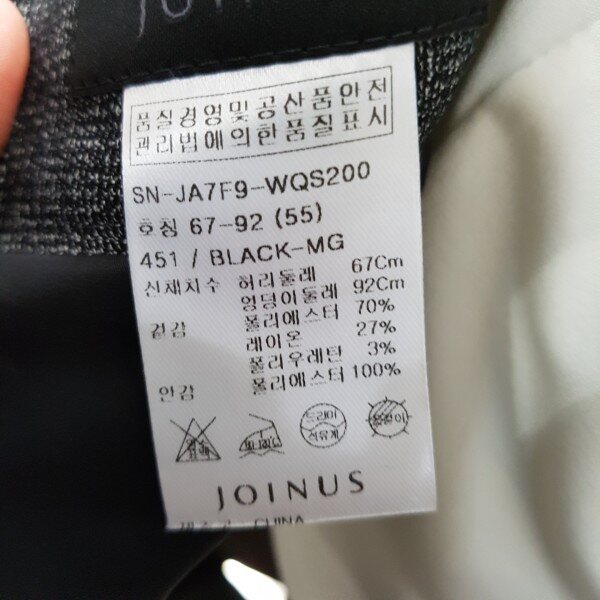 품질경영및공산품안전
관리법에의한품질표시
SN-JA7F9-WQS200
호칭 67-92 (55)
451 / BLACK-MG
신체치수 허리둘레 67Cm
엉덩이둘레 92Cm
겉감 폴리에스터 70%
레이온 27%
폴리우레탄 3%
안감 폴리에스터 100%
드라이
석유계
JOINUS
CHINA